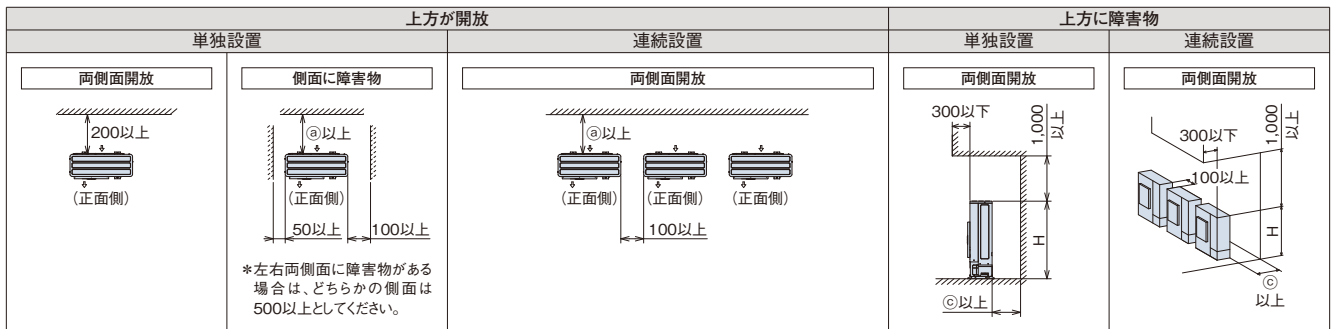 上方が開放
上方に障害物
単独設置
連続設置
単独設置
連続設置
両側面開放
200以上
(正面側)
側面に障害物
ⓐ以上
(正面側)
50以上
100以上
*左右両側面に障害物がある
場合は、どちらかの側面は
500以上としてください。
両側面開放
ⓐ以上
(正面側)
(正面側)
(正面側)
100以上
両側面開放
300以下
1,000
以上
H
ⓒ以上
両側面開放
300以下
1,000
以上
100以上
H
ⓒ
以上